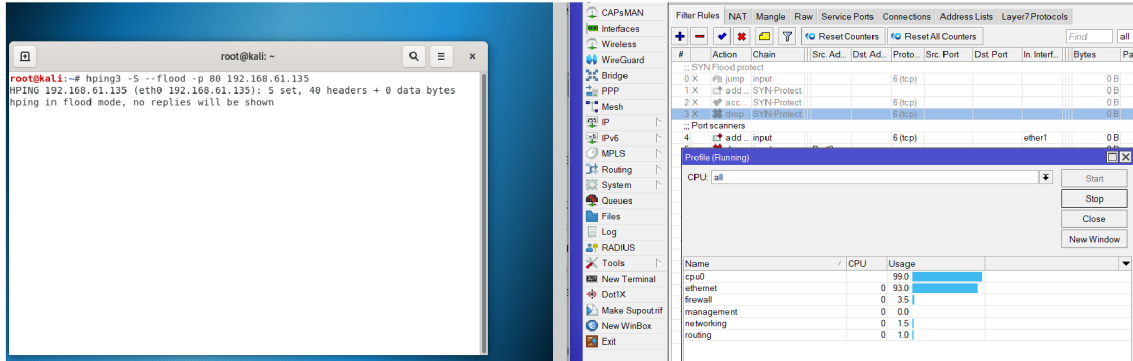 root@kali: ~
root@kali:~# hping3 -S --flood -p 80 192.168.61.135
HPING 192.168.61.135 (eth0 192.168.61.135): S set, 40 headers + 0 data bytes
hping in flood mode, no replies will be shown
CAPsMAN
Interfaces
Wireless
WireGuard
Bridge
PPP
Mesh
IP
IPv6
MPLS
Routing
System
Queues
Files
Log
RADIUS
Tools
New Terminal
Dot1X
Make Supout.rif
New WinBox
Exit
Filter Rules NAT Mangle Raw Service Ports Connections Address Lists Layer7 Protocols
Reset Counters Reset All Counters Find all
# Action Chain Src. Ad... Dst. Ad... Proto... Src. Port Dst. Port In. Interf... Bytes Pa
;;; SYN Flood protect
0 X jump input 6 (tcp) 0 B
1 X add ... SYN-Protect 0 B
2 X acc... SYN-Protect 6 (tcp) 0 B
3 X drop SYN-Protect 6 (tcp) 0 B
;;; Port scanners
4 add ... input 6 (tcp) ether1 0 B
Profile (Running)
CPU: all
Start
Stop
Close
New Window
Name CPU Usage
cpu0 99.0
ethernet 0 93.0
firewall 0 3.5
management 0 0.0
networking 0 1.5
routing 0 1.0